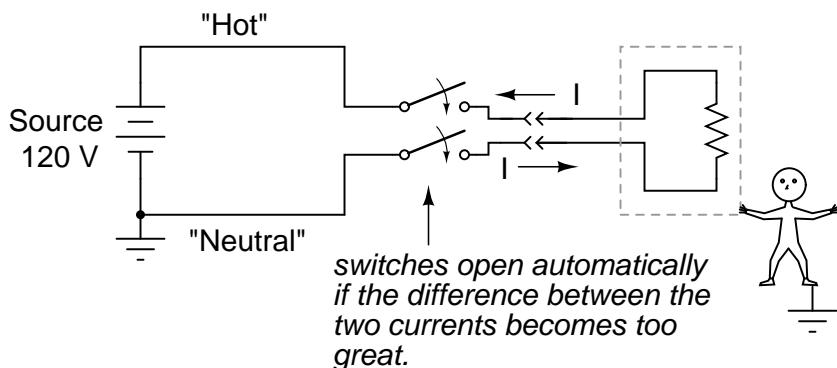 "Hot"
Source
120 V
I
I
"Neutral"
switches open automatically
if the difference between the
two currents becomes too
great.